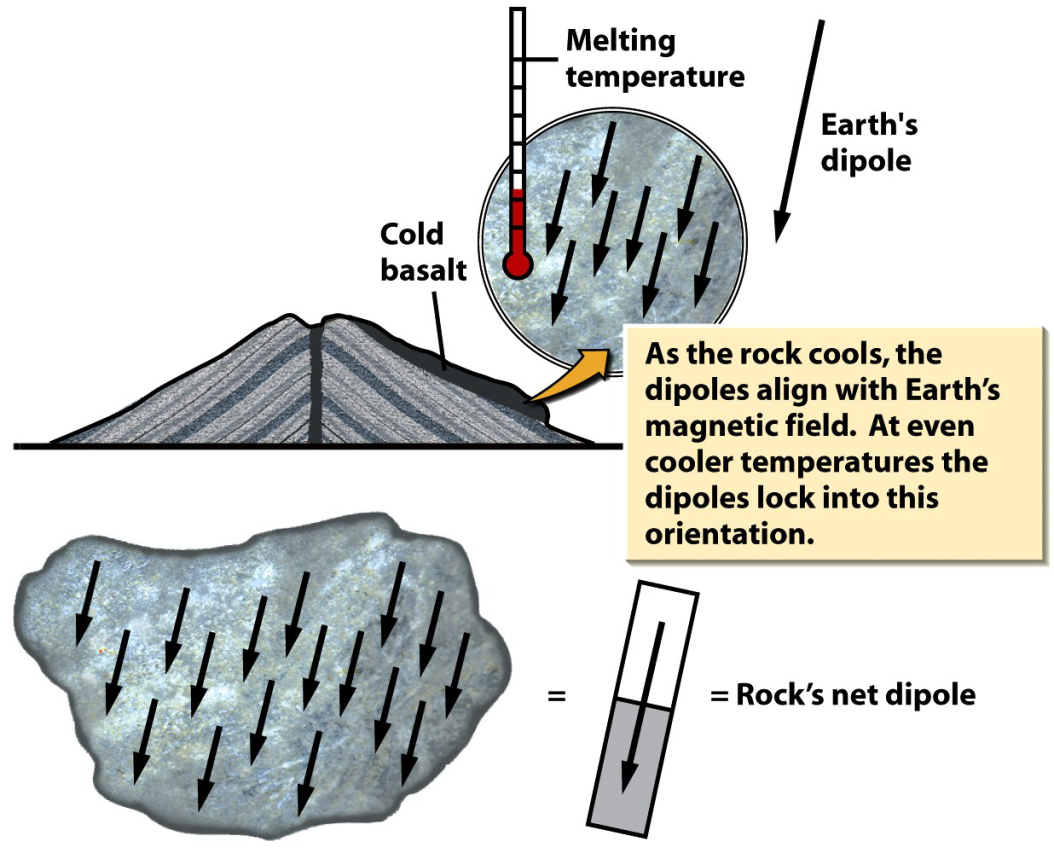 Melting
temperature
Earth's
dipole
Cold
basalt
As the rock cools, the
dipoles align with Earth’s
magnetic field.  At even
cooler temperatures the
dipoles lock into this
orientation.
= = Rock’s net dipole